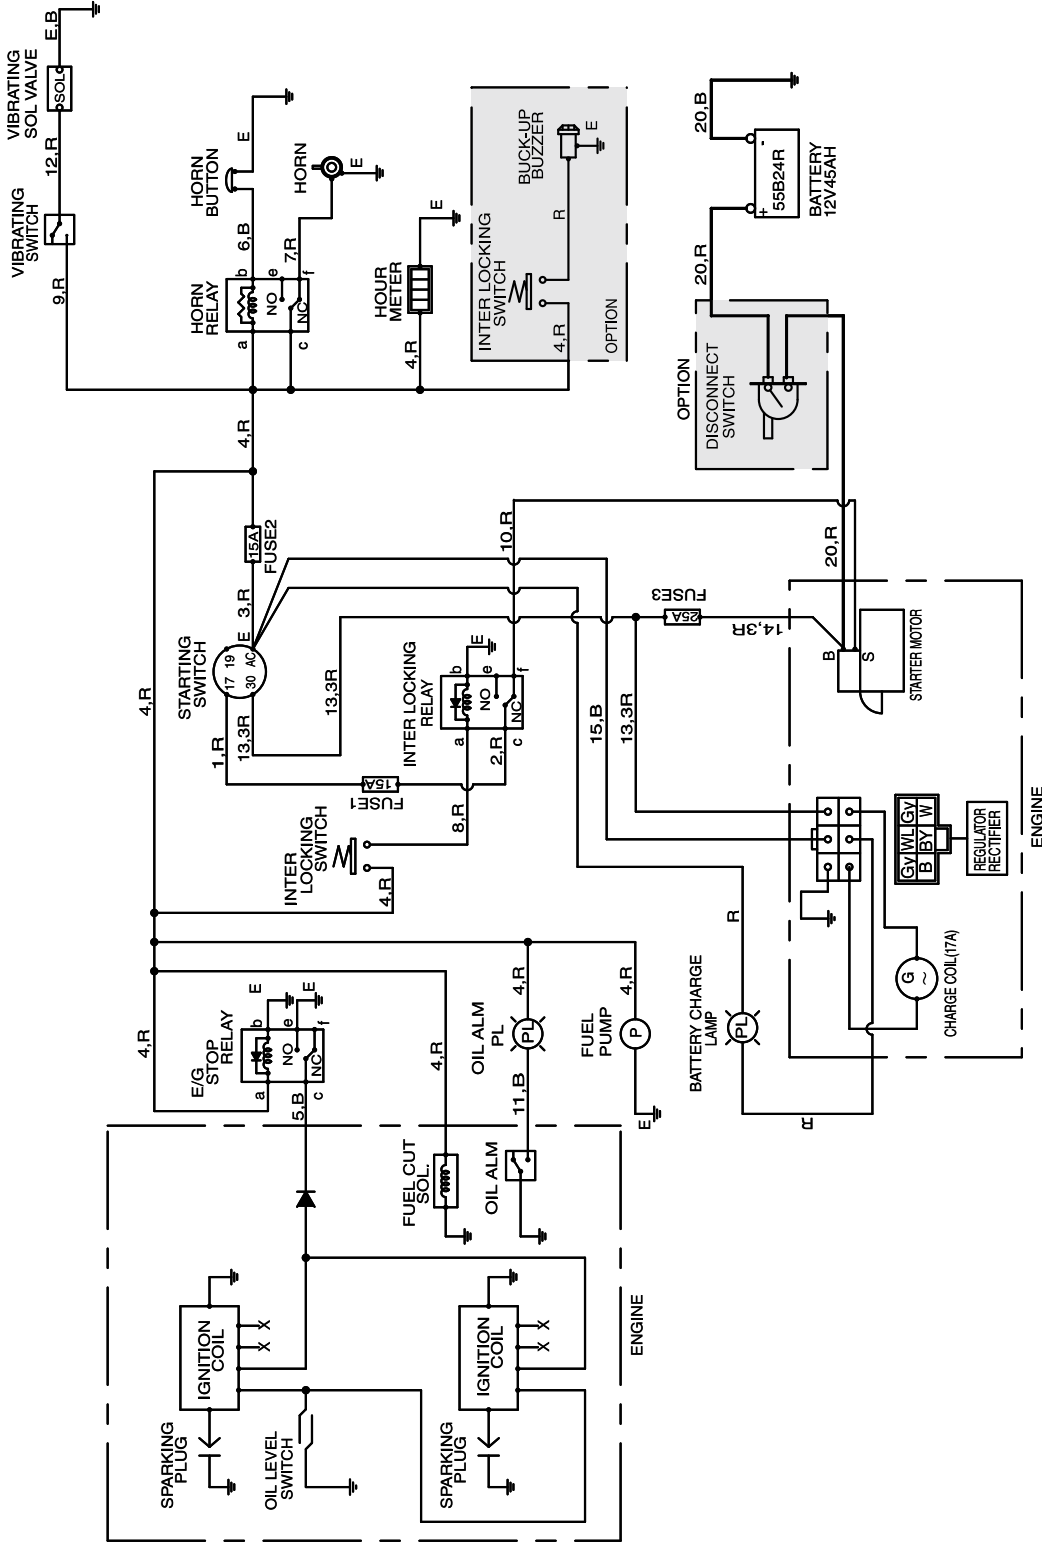 VIBRATING
SOL VALVE
E,B
SOL
12,R
VIBRATING
SWITCH
9,R
HORN
BUTTON
E
6,B
HORN
E
7,R
HORN
RELAY
b
e
f
NO
NC
a
c
HOUR
METER
E
4,R
BUCK-UP
BUZZER
E
R
INTER LOCKING
SWITCH
4,R
OPTION
20,B
-
55B24R
+
BATTERY
12V45AH
20,R
OPTION
DISCONNECT
SWITCH
4,R
15A
FUSE2
3,R
STARTING
SWITCH
E
17
19
30
AC
4,R
1,R
13,3R
13,3R
10,R
INTER LOCKING
RELAY
b
E
e
f
NO
NC
a
c
2,R
8,R
15A
FUSE1
FUSE3
25A
14,3R
20,R
B
S
STARTER MOTOR
15,B
13,3R
INTER
LOCKING
SWITCH
4,R
Gy
WL
Gy
B
BY
W
REGULATOR
RECTIFIER
ENGINE
G
~
CHARGE COIL(17A)
R
BATTERY CHARGE
LAMP
PL
R
4,R
E/G
STOP
RELAY
E
E
b
e
f
NO
NC
a
c
5,B
4,R
4,R
OIL ALM
PL
PL
11,B
4,R
FUEL
PUMP
P
E
FUEL CUT
SOL.
OIL ALM
IGNITION
COIL
X
X
SPARKING
PLUG
OIL LEVEL
SWITCH
IGNITION
COIL
X
X
SPARKING
PLUG
ENGINE